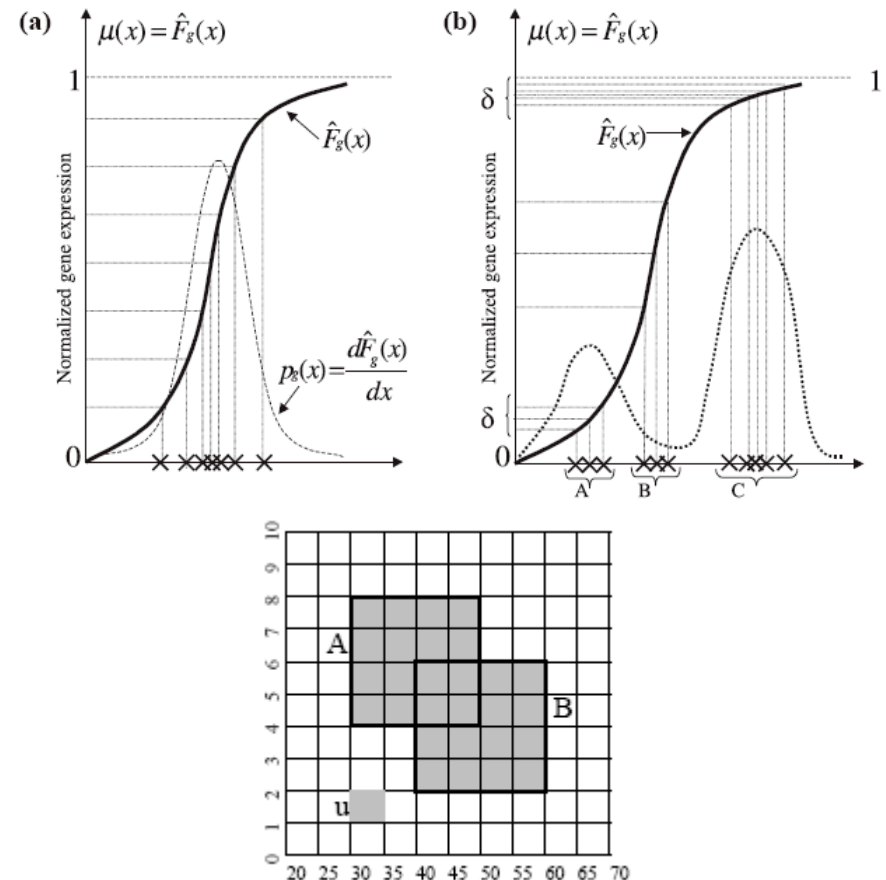 (a)
μ(x) = F̂g(x)
1
Normalized gene expression
F̂g(x)
pg(x) = dF̂g(x)/dx
0
(b)
μ(x) = F̂g(x)
1
δ
F̂g(x)
Normalized gene expression
δ
0
A B C
10
9
8
7
6
5
4
3
2
1
0
A
B
u
20 25 30 35 40 45 50 55 60 65 70